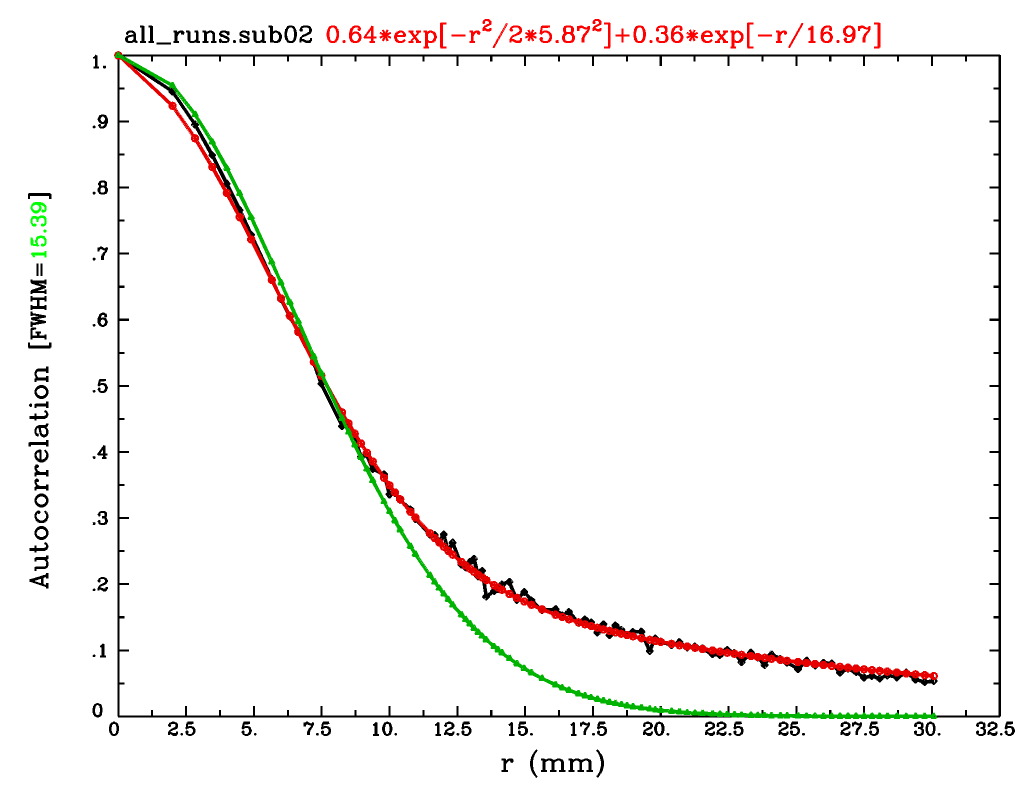 all_runs.sub02 0.64*exp[-r²/2*5.87²]+0.36*exp[-r/16.97]
Autocorrelation [FWHM=15.39]
1.
.9
.8
.7
.6
.5
.4
.3
.2
.1
0
0 2.5 5. 7.5 10. 12.5 15. 17.5 20. 22.5 25. 27.5 30. 32.5
r (mm)